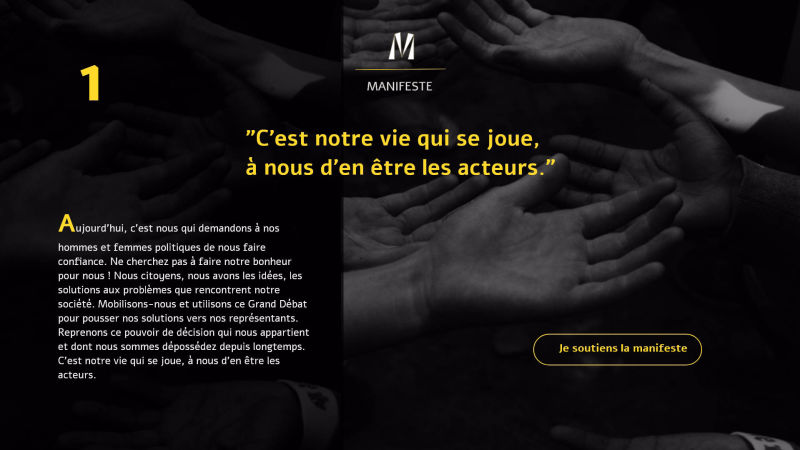 M
MANIFESTE
1
"C'est notre vie qui se joue,
à nous d'en être les acteurs."
Aujourd'hui, c'est nous qui demandons à nos
hommes et femmes politiques de nous faire
confiance. Ne cherchez pas à faire notre bonheur
pour nous ! Nous citoyens, nous avons les idées, les
solutions aux problèmes que rencontrent notre
société. Mobilisons-nous et utilisons ce Grand Débat
pour pousser nos solutions vers nos représentants.
Reprenons ce pouvoir de décision qui nous appartient
et dont nous sommes dépossédez depuis longtemps.
C'est notre vie qui se joue, à nous d'en être les
acteurs.
Je soutiens la manifeste